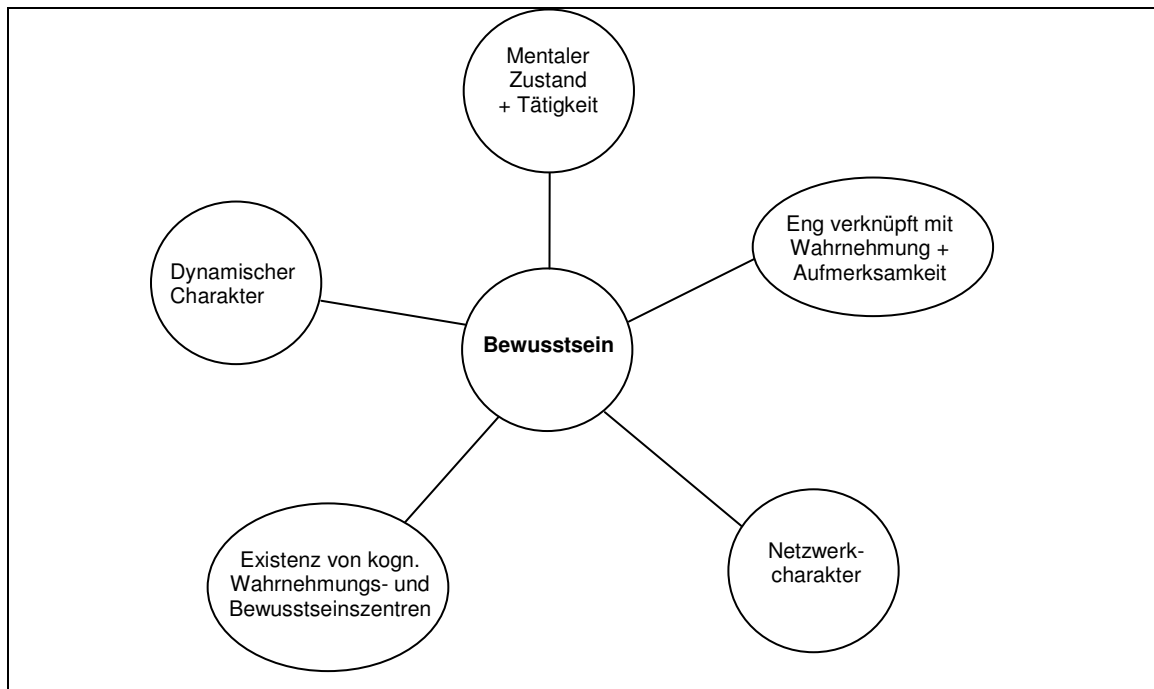 Mentaler
Zustand
+ Tätigkeit
Eng verknüpft mit
Wahrnehmung +
Aufmerksamkeit
Dynamischer
Charakter
Bewusstsein
Existenz von kogn.
Wahrnehmungs- und
Bewusstseinszentren
Netzwerk-
charakter